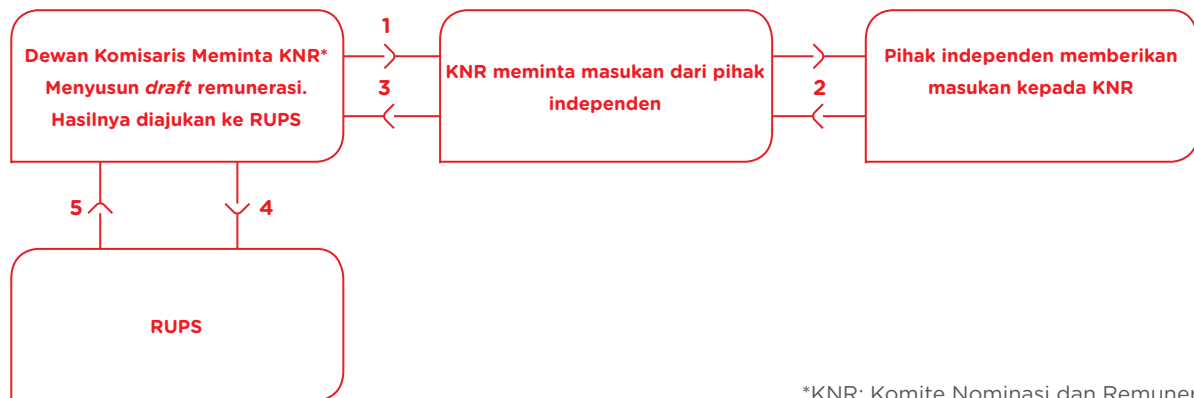 Dewan Komisaris Meminta KNR*
Menyusun draft remunerasi.
Hasilnya diajukan ke RUPS
1
3
KNR meminta masukan dari pihak
independen
2
Pihak independen memberikan
masukan kepada KNR
5
4
RUPS
*KNR: Komite Nominasi dan